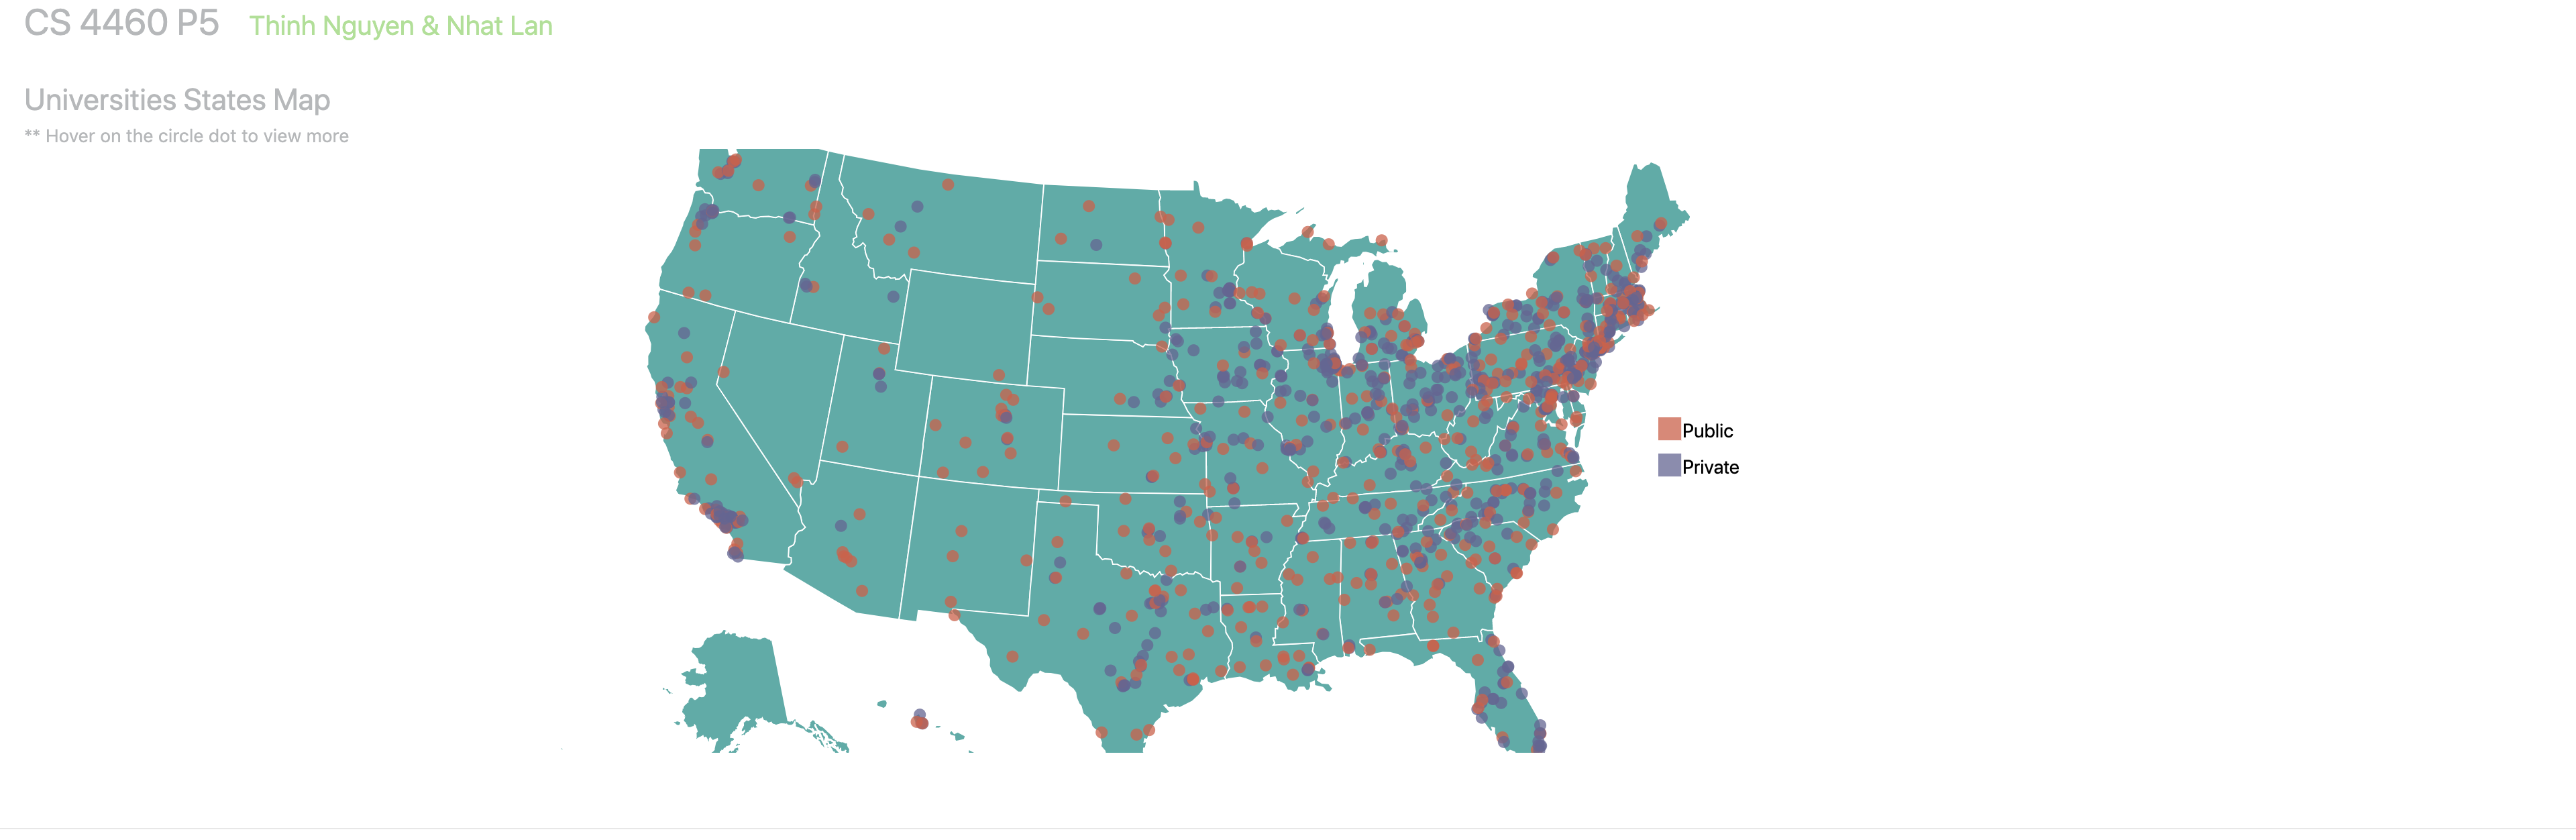 CS 4460 P5 Thinh Nguyen & Nhat Lan
Universities States Map
** Hover on the circle dot to view more
Public
Private